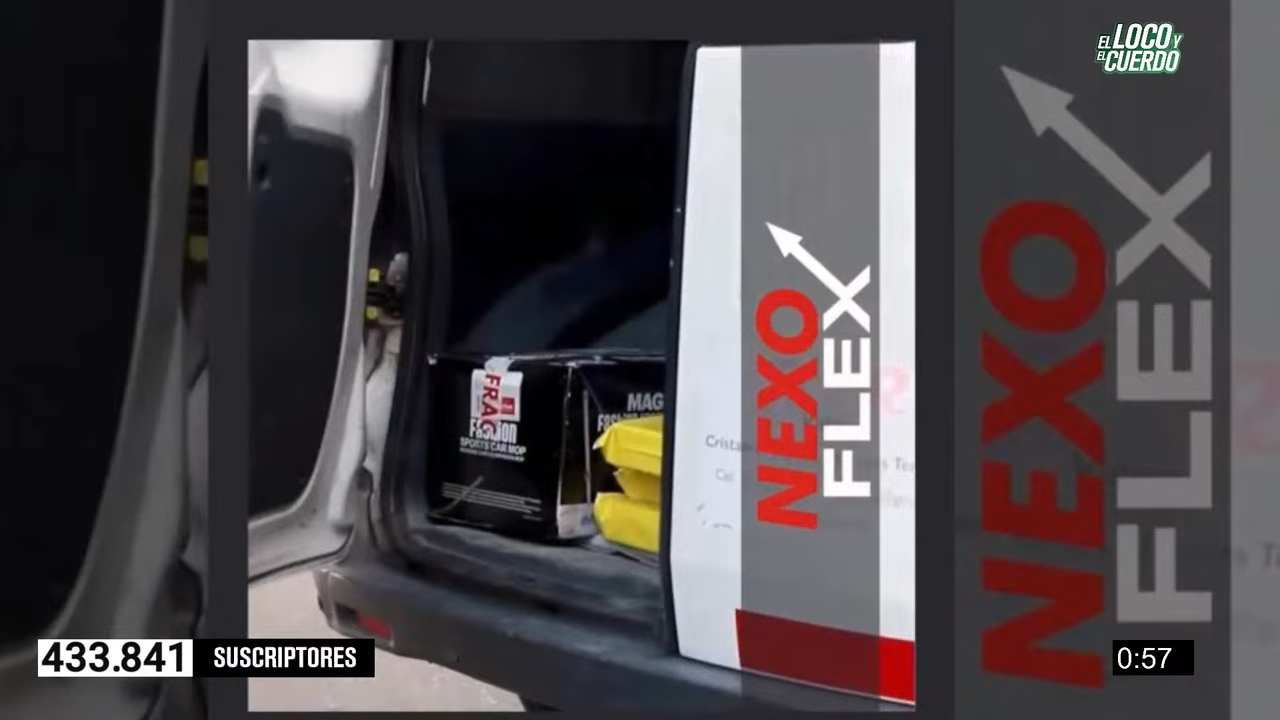 EL LOCO Y
EL CUERDO
NEXO
FLEX
NEXO
FLEX
FRAG
Fashion
SPORTS CAR MOP
MAG
Crista
Cel
433.841 SUSCRIPTORES
0:57